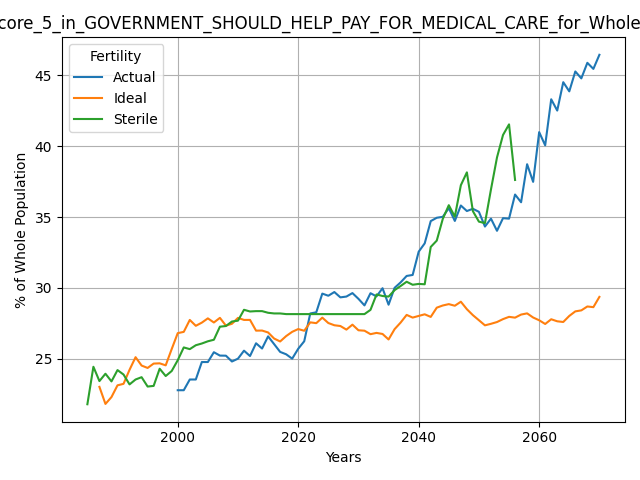 core_5_in_GOVERNMENT_SHOULD_HELP_PAY_FOR_MEDICAL_CARE_for_Whole
Fertility
Actual
Ideal
Sterile
45
40
35
30
25
% of Whole Population
2000
2020
2040
2060
Years